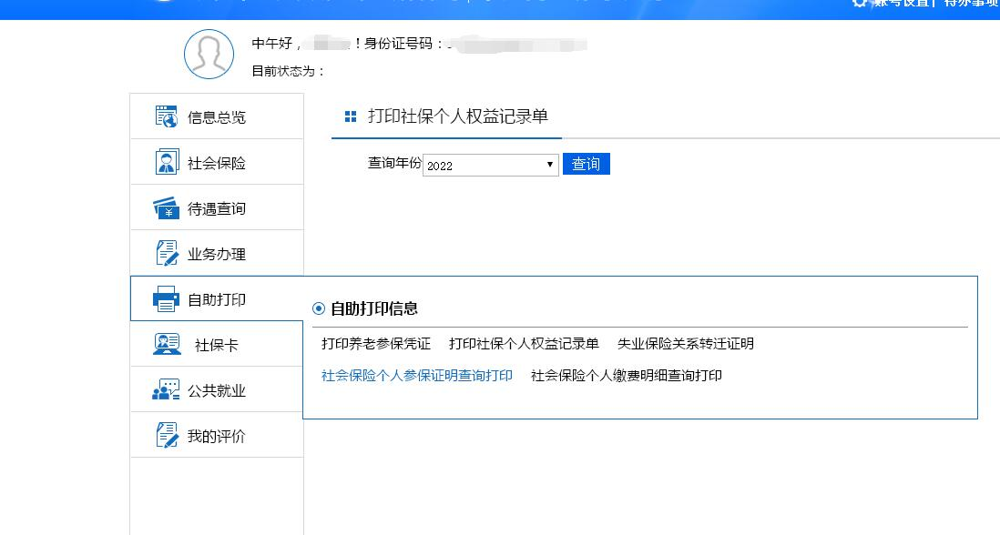 账号设置 | 待办事项
中午好，！身份证号码：
目前状态为：
信息总览
社会保险
待遇查询
业务办理
自助打印
社保卡
公共就业
我的评价
打印社保个人权益记录单
查询年份 2022 查询
自助打印信息
打印养老参保凭证 打印社保个人权益记录单 失业保险关系转迁证明
社会保险个人参保证明查询打印 社会保险个人缴费明细查询打印